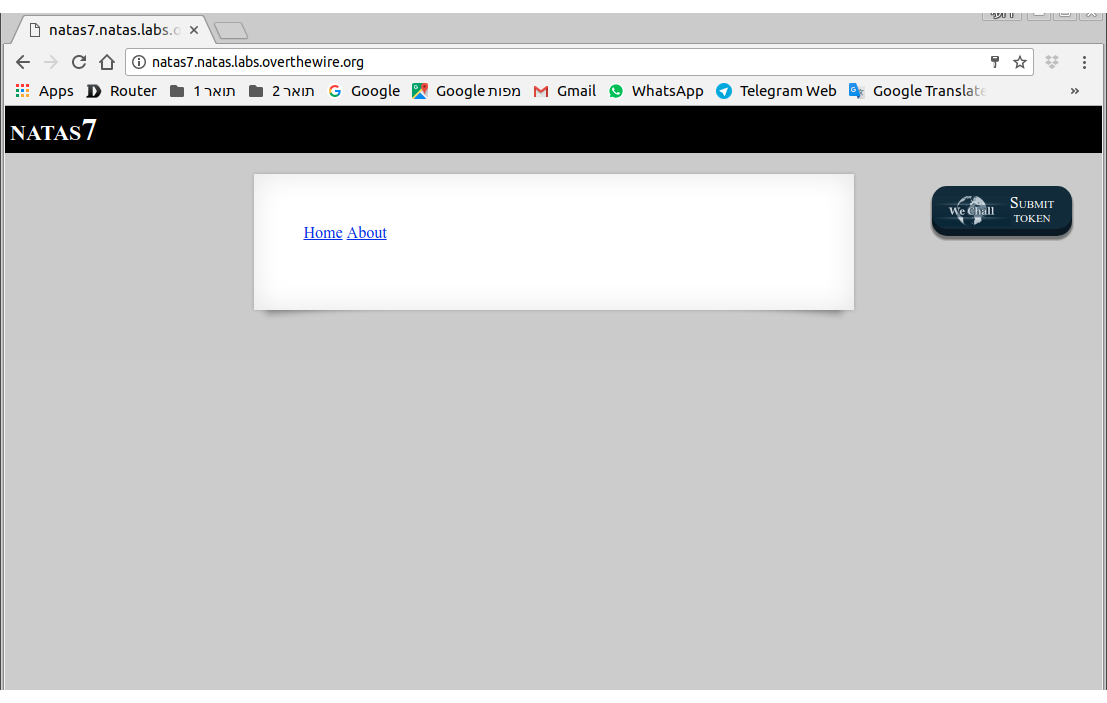 natas7.natas.labs.o
natas7.natas.labs.overthewire.org
Apps Router תואר 1 תואר 2 Google Google מפות Gmail WhatsApp Telegram Web Google Translate »
NATAS7
Home About
We Chall SUBMIT
TOKEN